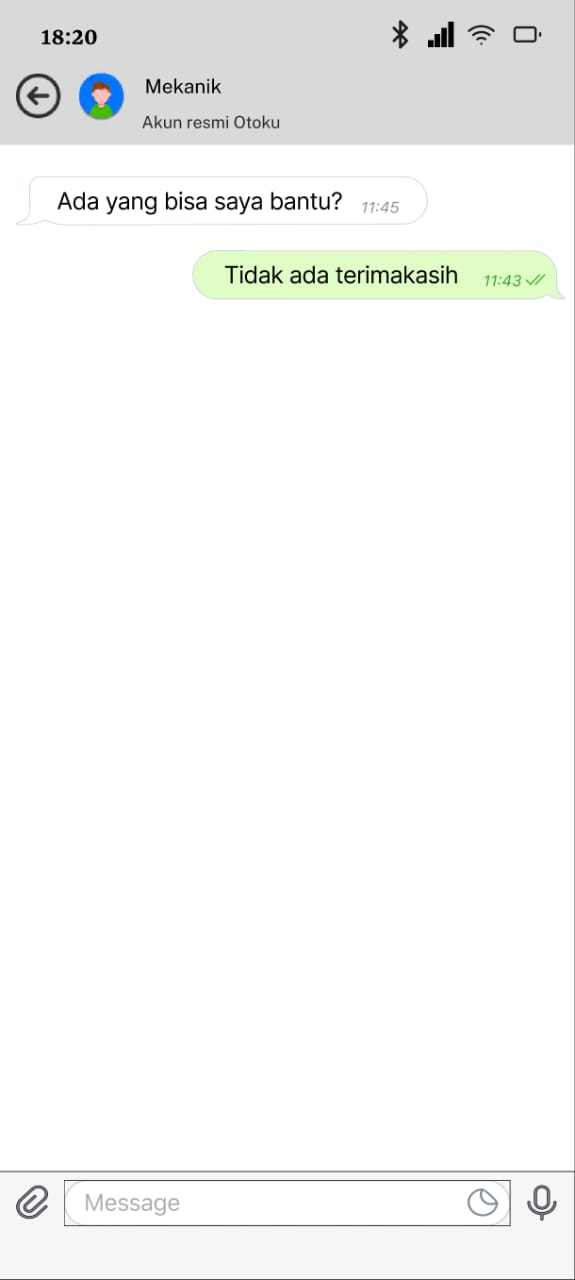 18:20
Mekanik
Akun resmi Otoku
Ada yang bisa saya bantu? 11:45
Tidak ada terimakasih 11:43
Message